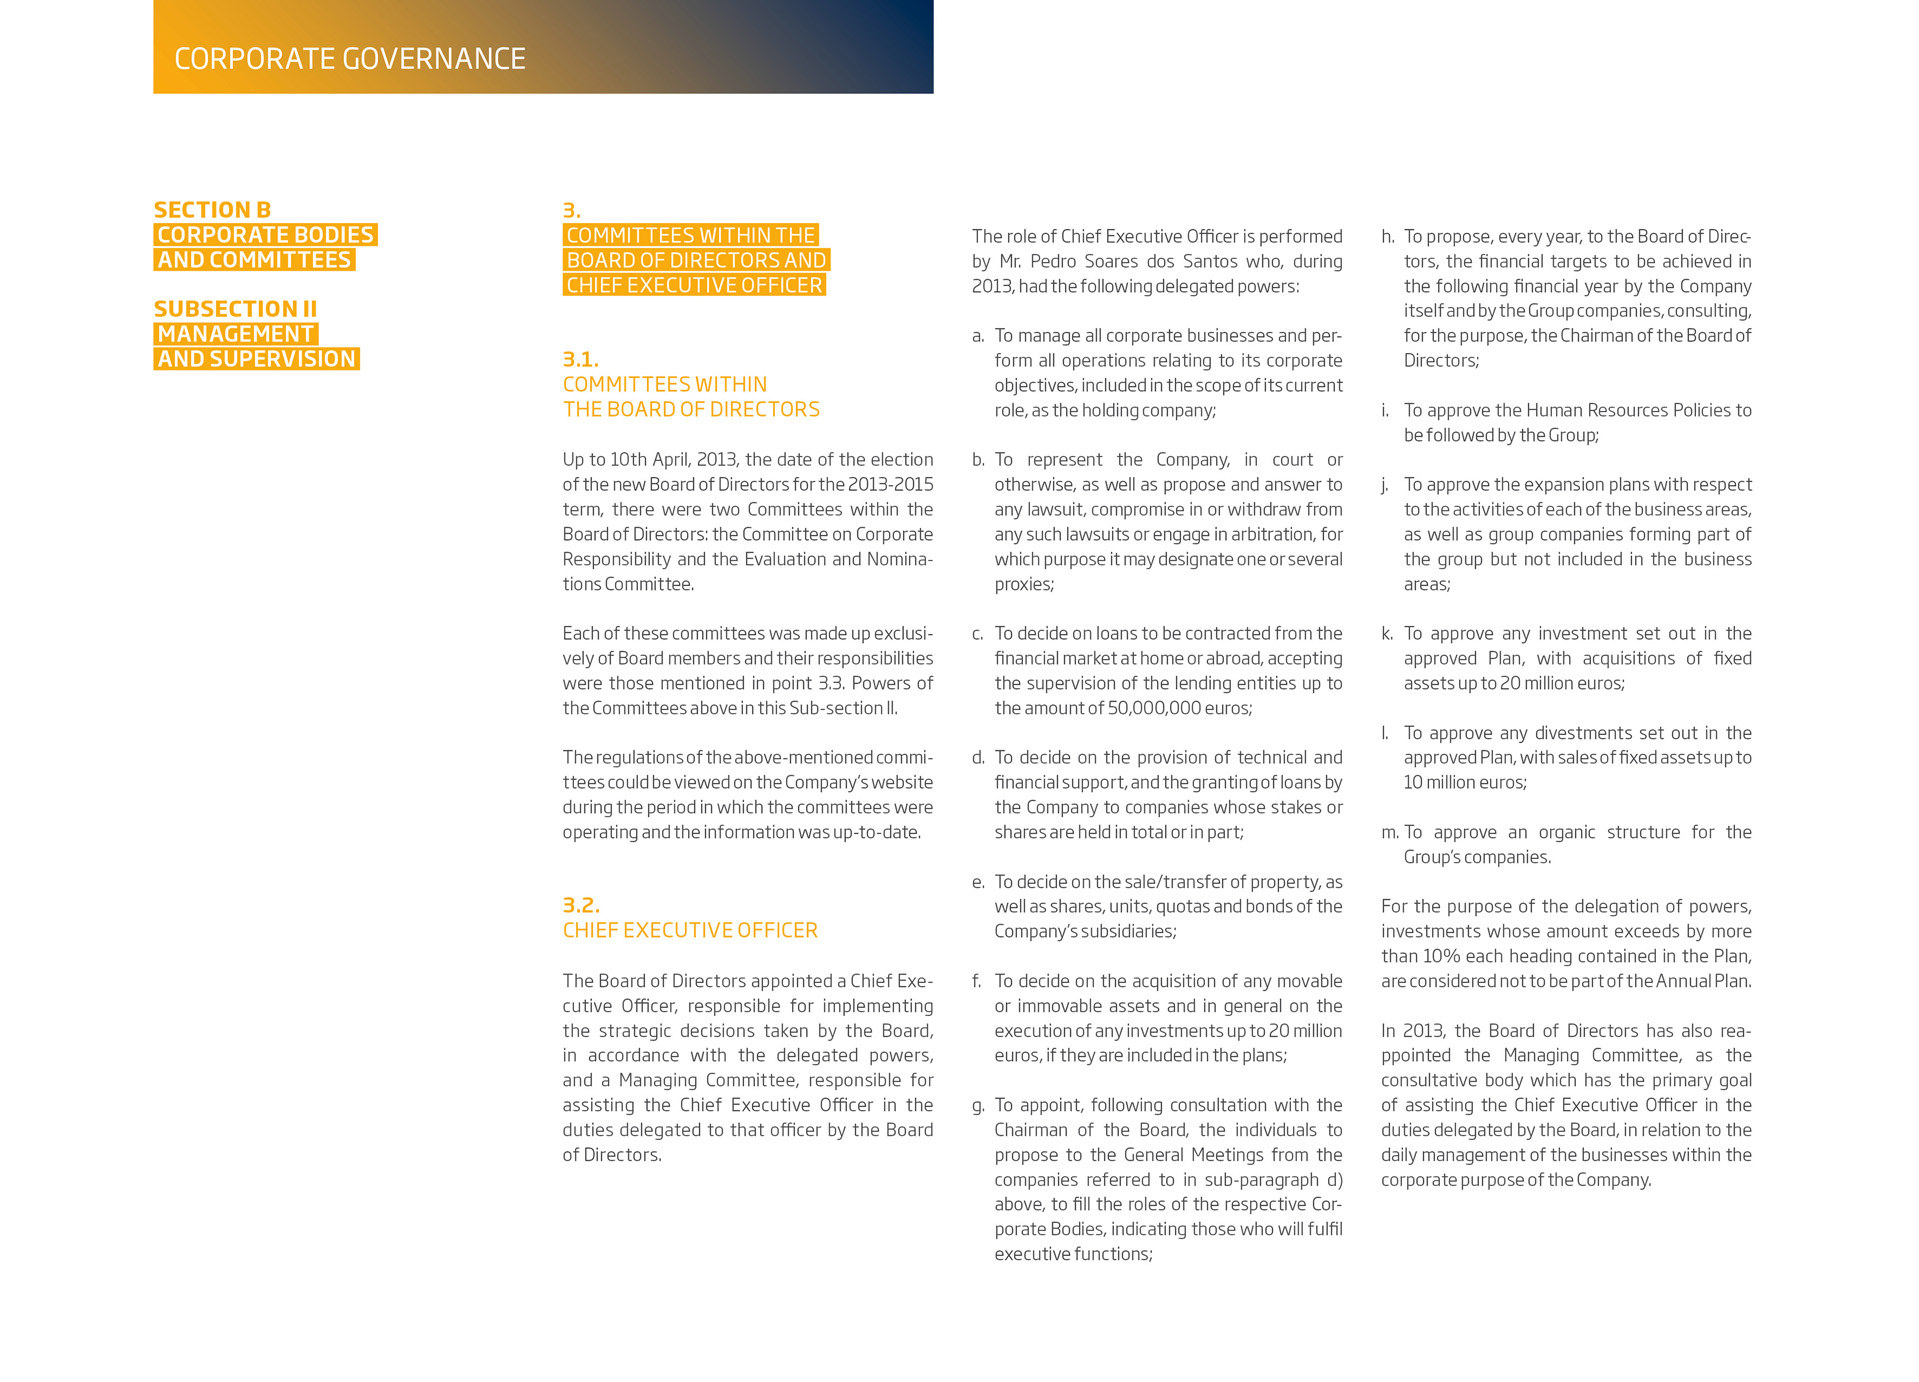 CORPORATE GOVERNANCE
SECTION B
CORPORATE BODIES
AND COMMITTEES
SUBSECTION II
MANAGEMENT
AND SUPERVISION
3.
COMMITTEES WITHIN THE
BOARD OF DIRECTORS AND
CHIEF EXECUTIVE OFFICER
3.1.
COMMITTEES WITHIN
THE BOARD OF DIRECTORS
Up to 10th April, 2013, the date of the election
of the new Board of Directors for the 2013-2015
term, there were two Committees within the
Board of Directors: the Committee on Corporate
Responsibility and the Evaluation and Nomina-
tions Committee.
Each of these committees was made up exclusi-
vely of Board members and their responsibilities
were those mentioned in point 3.3. Powers of
the Committees above in this Sub-section II.
The regulations of the above-mentioned commi-
ttees could be viewed on the Company's website
during the period in which the committees were
operating and the information was up-to-date.
3.2.
CHIEF EXECUTIVE OFFICER
The Board of Directors appointed a Chief Exe-
cutive Officer, responsible for implementing
the strategic decisions taken by the Board,
in accordance with the delegated powers,
and a Managing Committee, responsible for
assisting the Chief Executive Officer in the
duties delegated to that officer by the Board
of Directors.
The role of Chief Executive Officer is performed
by Mr. Pedro Soares dos Santos who, during
2013, had the following delegated powers:
a. To manage all corporate businesses and per-
form all operations relating to its corporate
objectives, included in the scope of its current
role, as the holding company;
b. To represent the Company, in court or
otherwise, as well as propose and answer to
any lawsuit, compromise in or withdraw from
any such lawsuits or engage in arbitration, for
which purpose it may designate one or several
proxies;
c. To decide on loans to be contracted from the
financial market at home or abroad, accepting
the supervision of the lending entities up to
the amount of 50,000,000 euros;
d. To decide on the provision of technical and
financial support, and the granting of loans by
the Company to companies whose stakes or
shares are held in total or in part;
e. To decide on the sale/transfer of property, as
well as shares, units, quotas and bonds of the
Company's subsidiaries;
f. To decide on the acquisition of any movable
or immovable assets and in general on the
execution of any investments up to 20 million
euros, if they are included in the plans;
g. To appoint, following consultation with the
Chairman of the Board, the individuals to
propose to the General Meetings from the
companies referred to in sub-paragraph d)
above, to fill the roles of the respective Cor-
porate Bodies, indicating those who will fulfil
executive functions;
h. To propose, every year, to the Board of Direc-
tors, the financial targets to be achieved in
the following financial year by the Company
itself and by the Group companies, consulting,
for the purpose, the Chairman of the Board of
Directors;
i. To approve the Human Resources Policies to
be followed by the Group;
j. To approve the expansion plans with respect
to the activities of each of the business areas,
as well as group companies forming part of
the group but not included in the business
areas;
k. To approve any investment set out in the
approved Plan, with acquisitions of fixed
assets up to 20 million euros;
l. To approve any divestments set out in the
approved Plan, with sales of fixed assets up to
10 million euros;
m. To approve an organic structure for the
Group's companies.
For the purpose of the delegation of powers,
investments whose amount exceeds by more
than 10% each heading contained in the Plan,
are considered not to be part of the Annual Plan.
In 2013, the Board of Directors has also rea-
ppointed the Managing Committee, as the
consultative body which has the primary goal
of assisting the Chief Executive Officer in the
duties delegated by the Board, in relation to the
daily management of the businesses within the
corporate purpose of the Company.